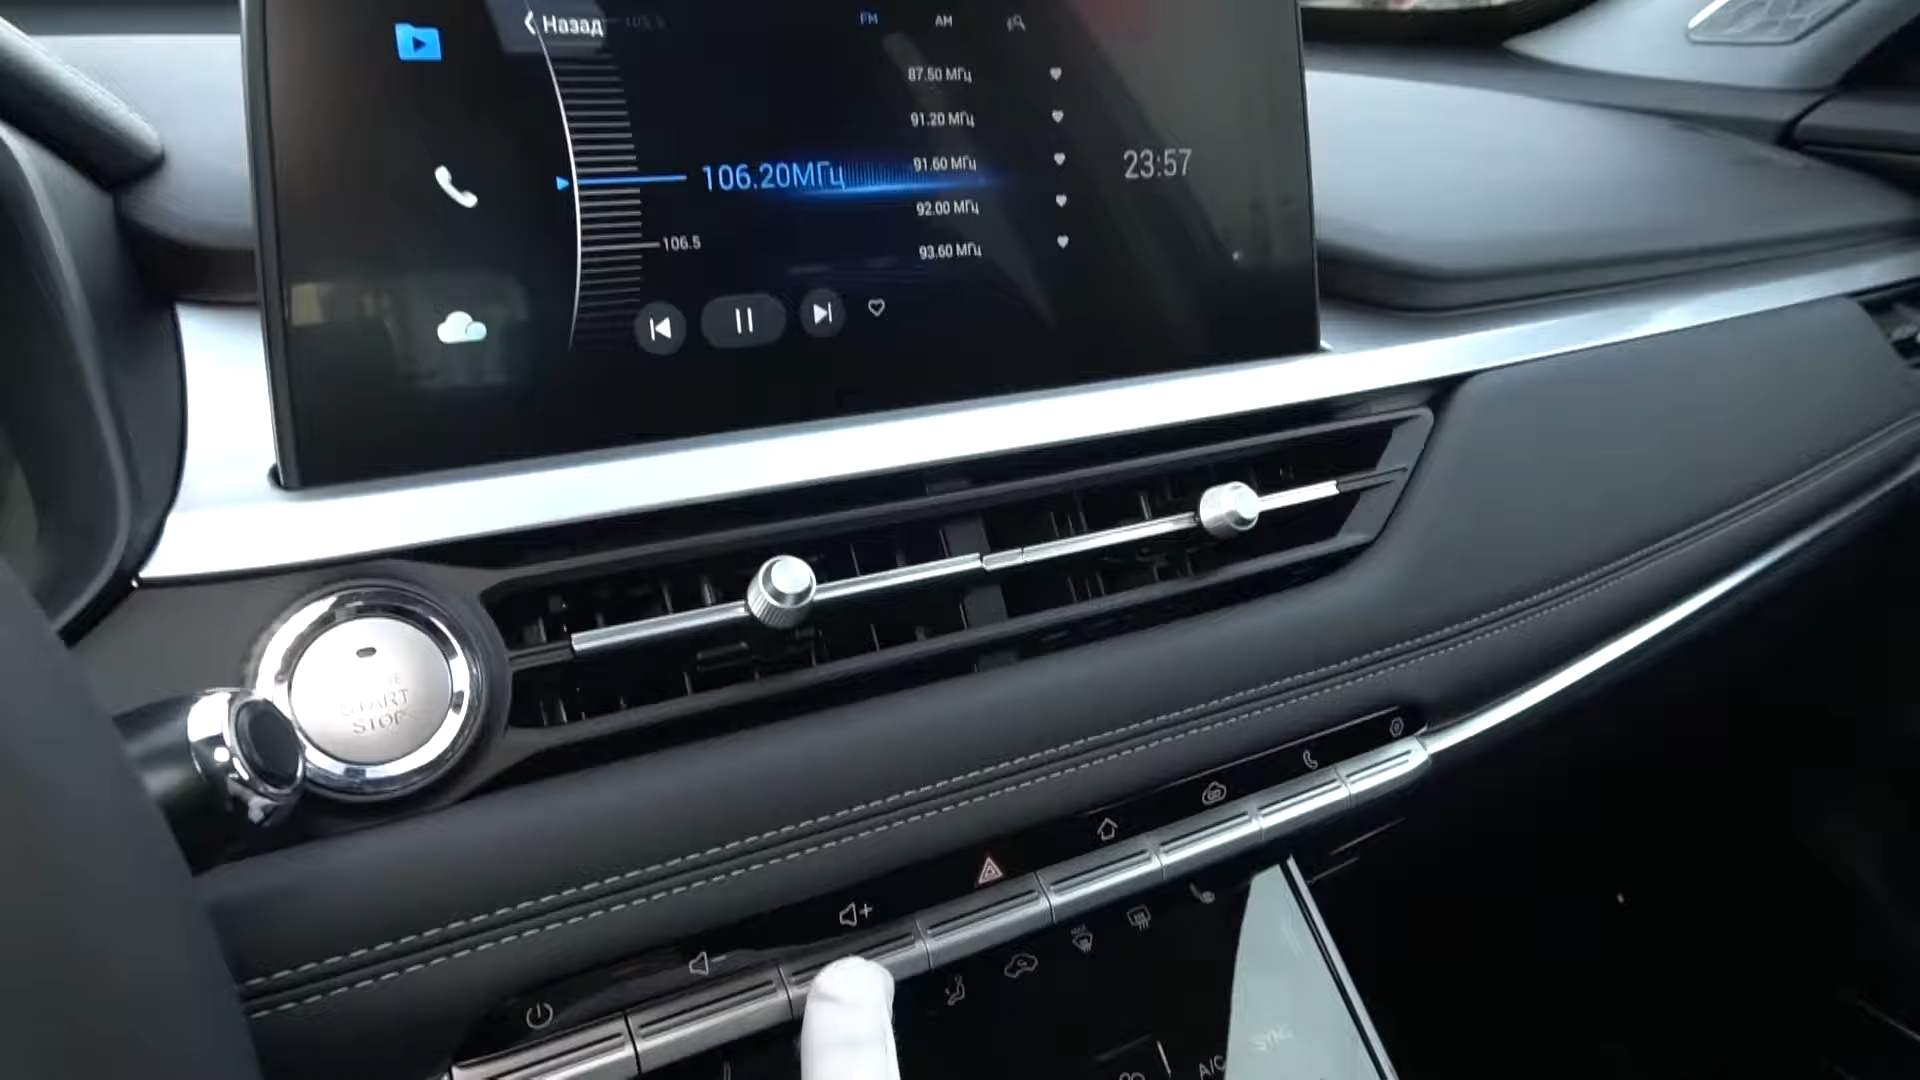 Назад
FM
AM
87.50 МГц
91.20 МГц
106.20МГц
91.60 МГц
23:57
92.00 МГц
106.5
93.60 МГц
START
STOP
A/C
SYNC